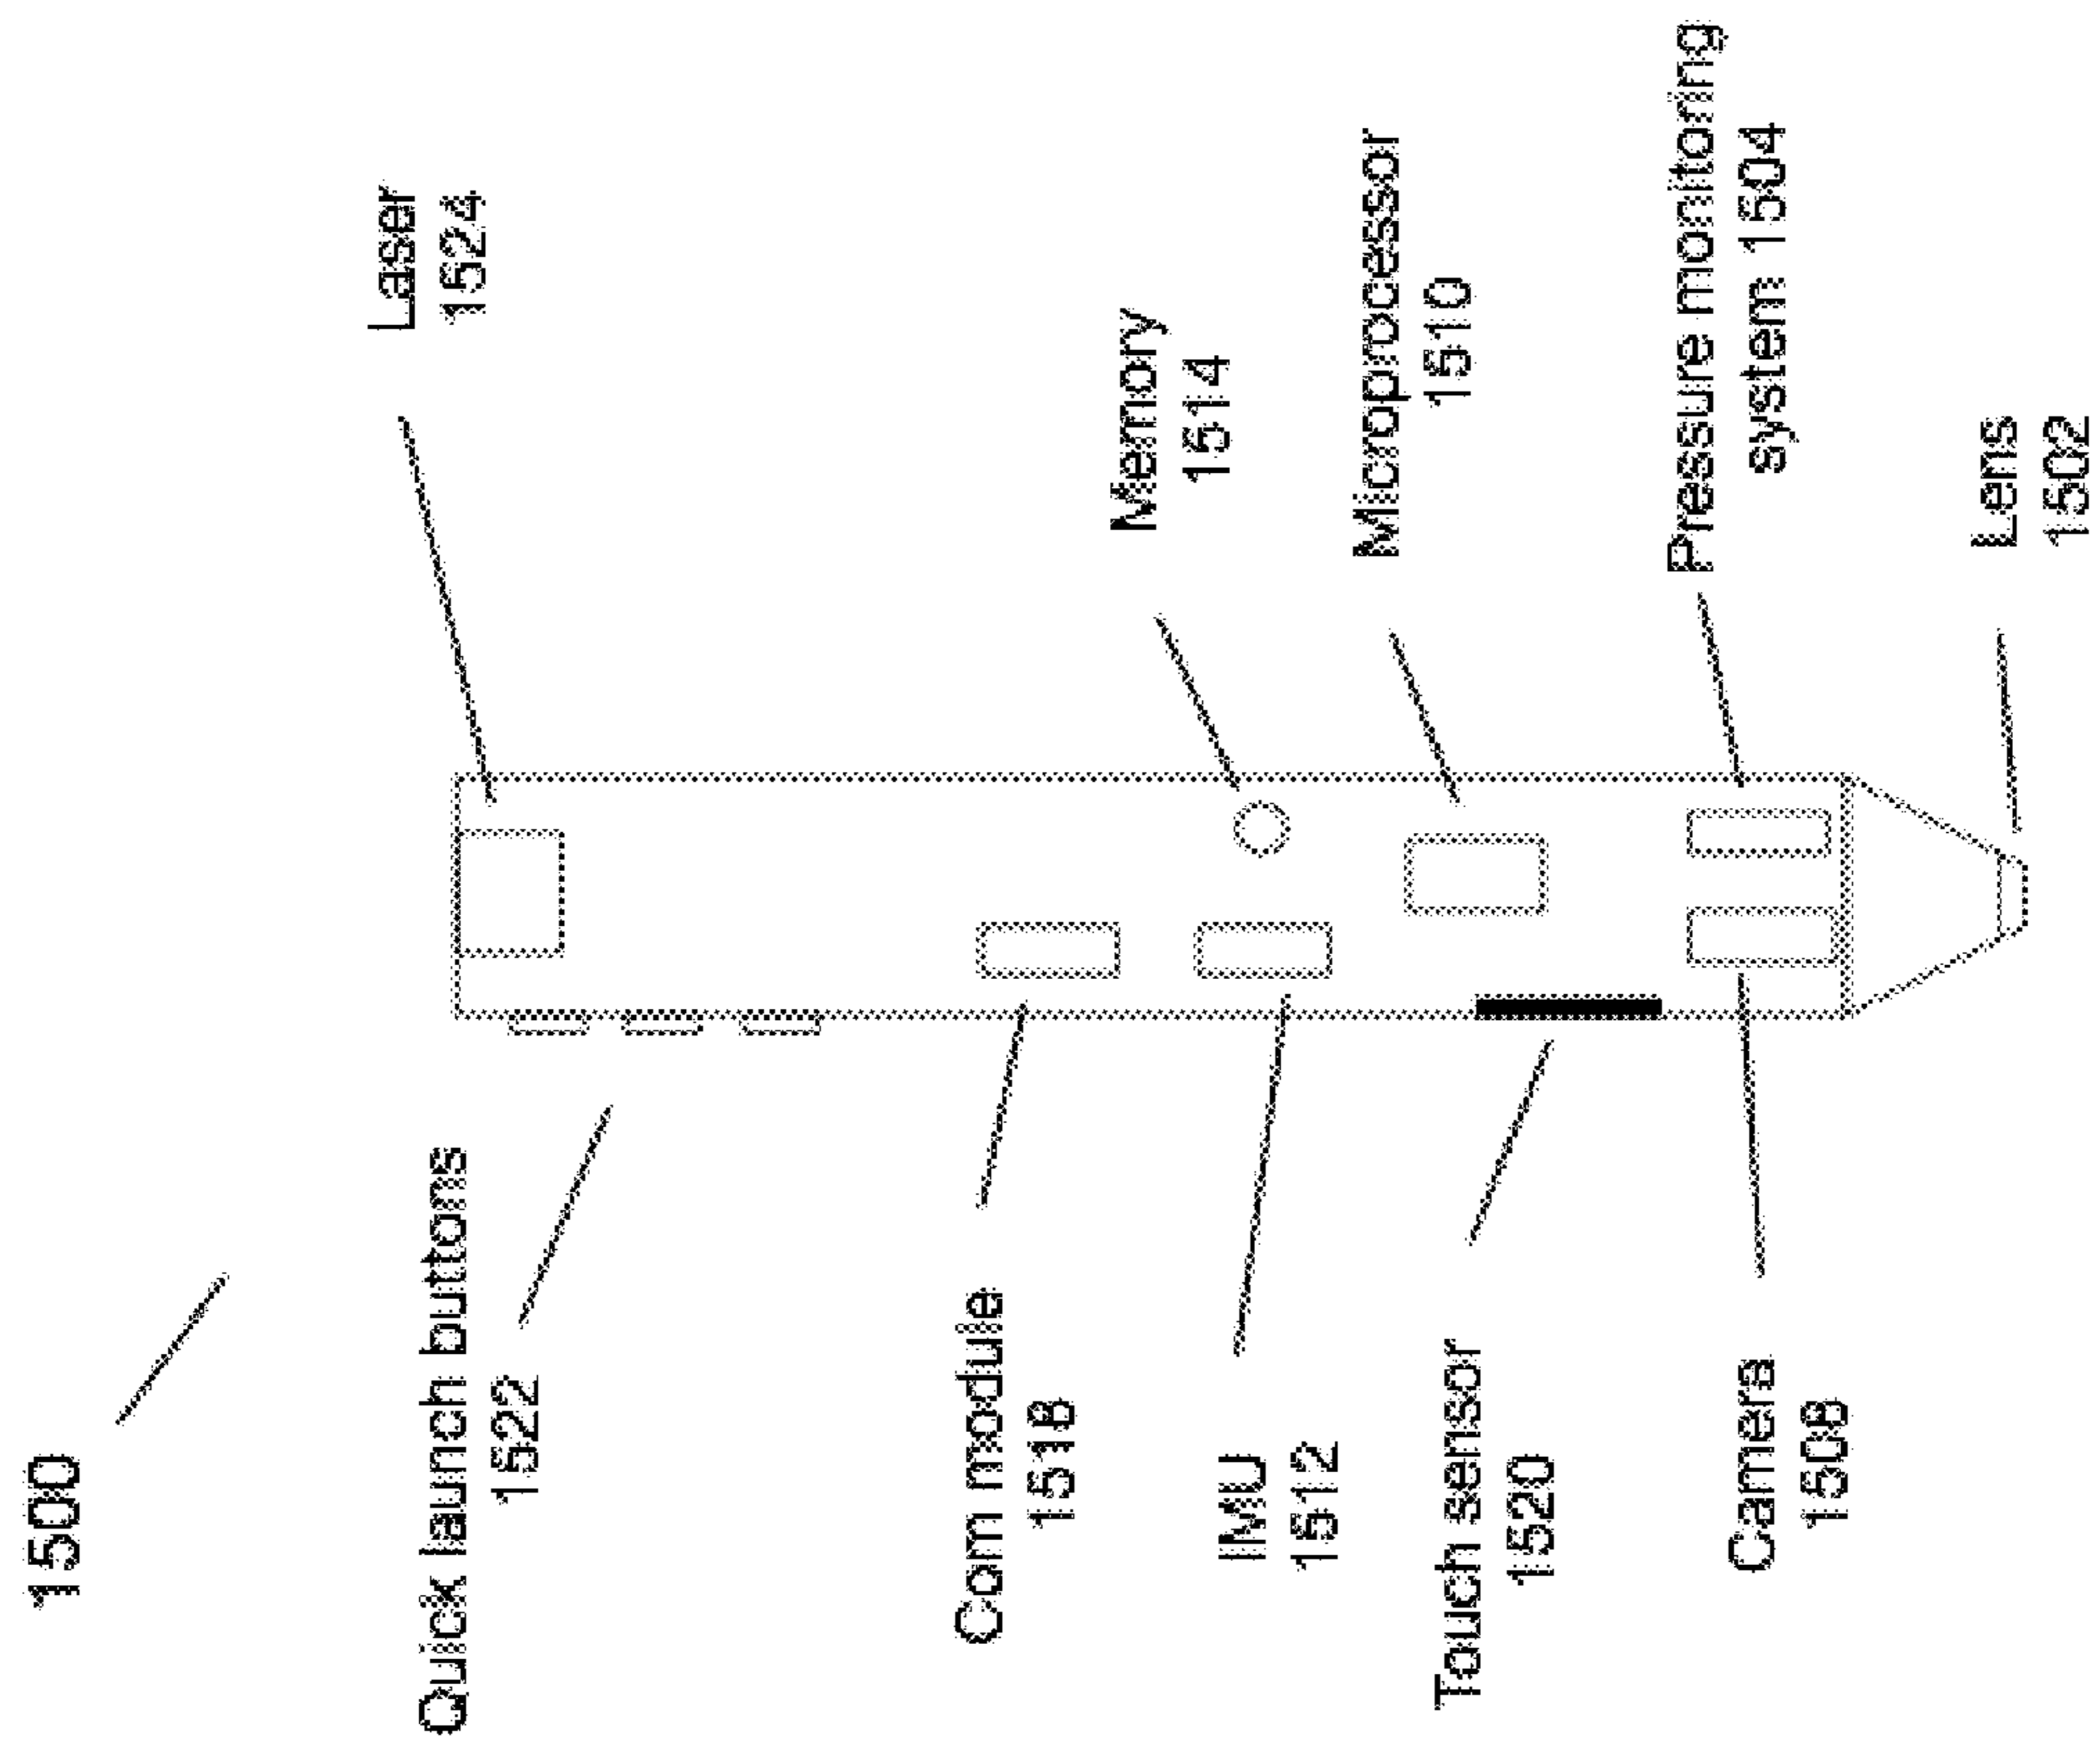 1500
Laser
1524
Quick launch buttons
1522
Com module
1518
Memory
1514
IMU
1512
Microprocessor
1510
Touch sensor
1520
Pressure monitoring
system 1504
Camera
1508
Lens
1502